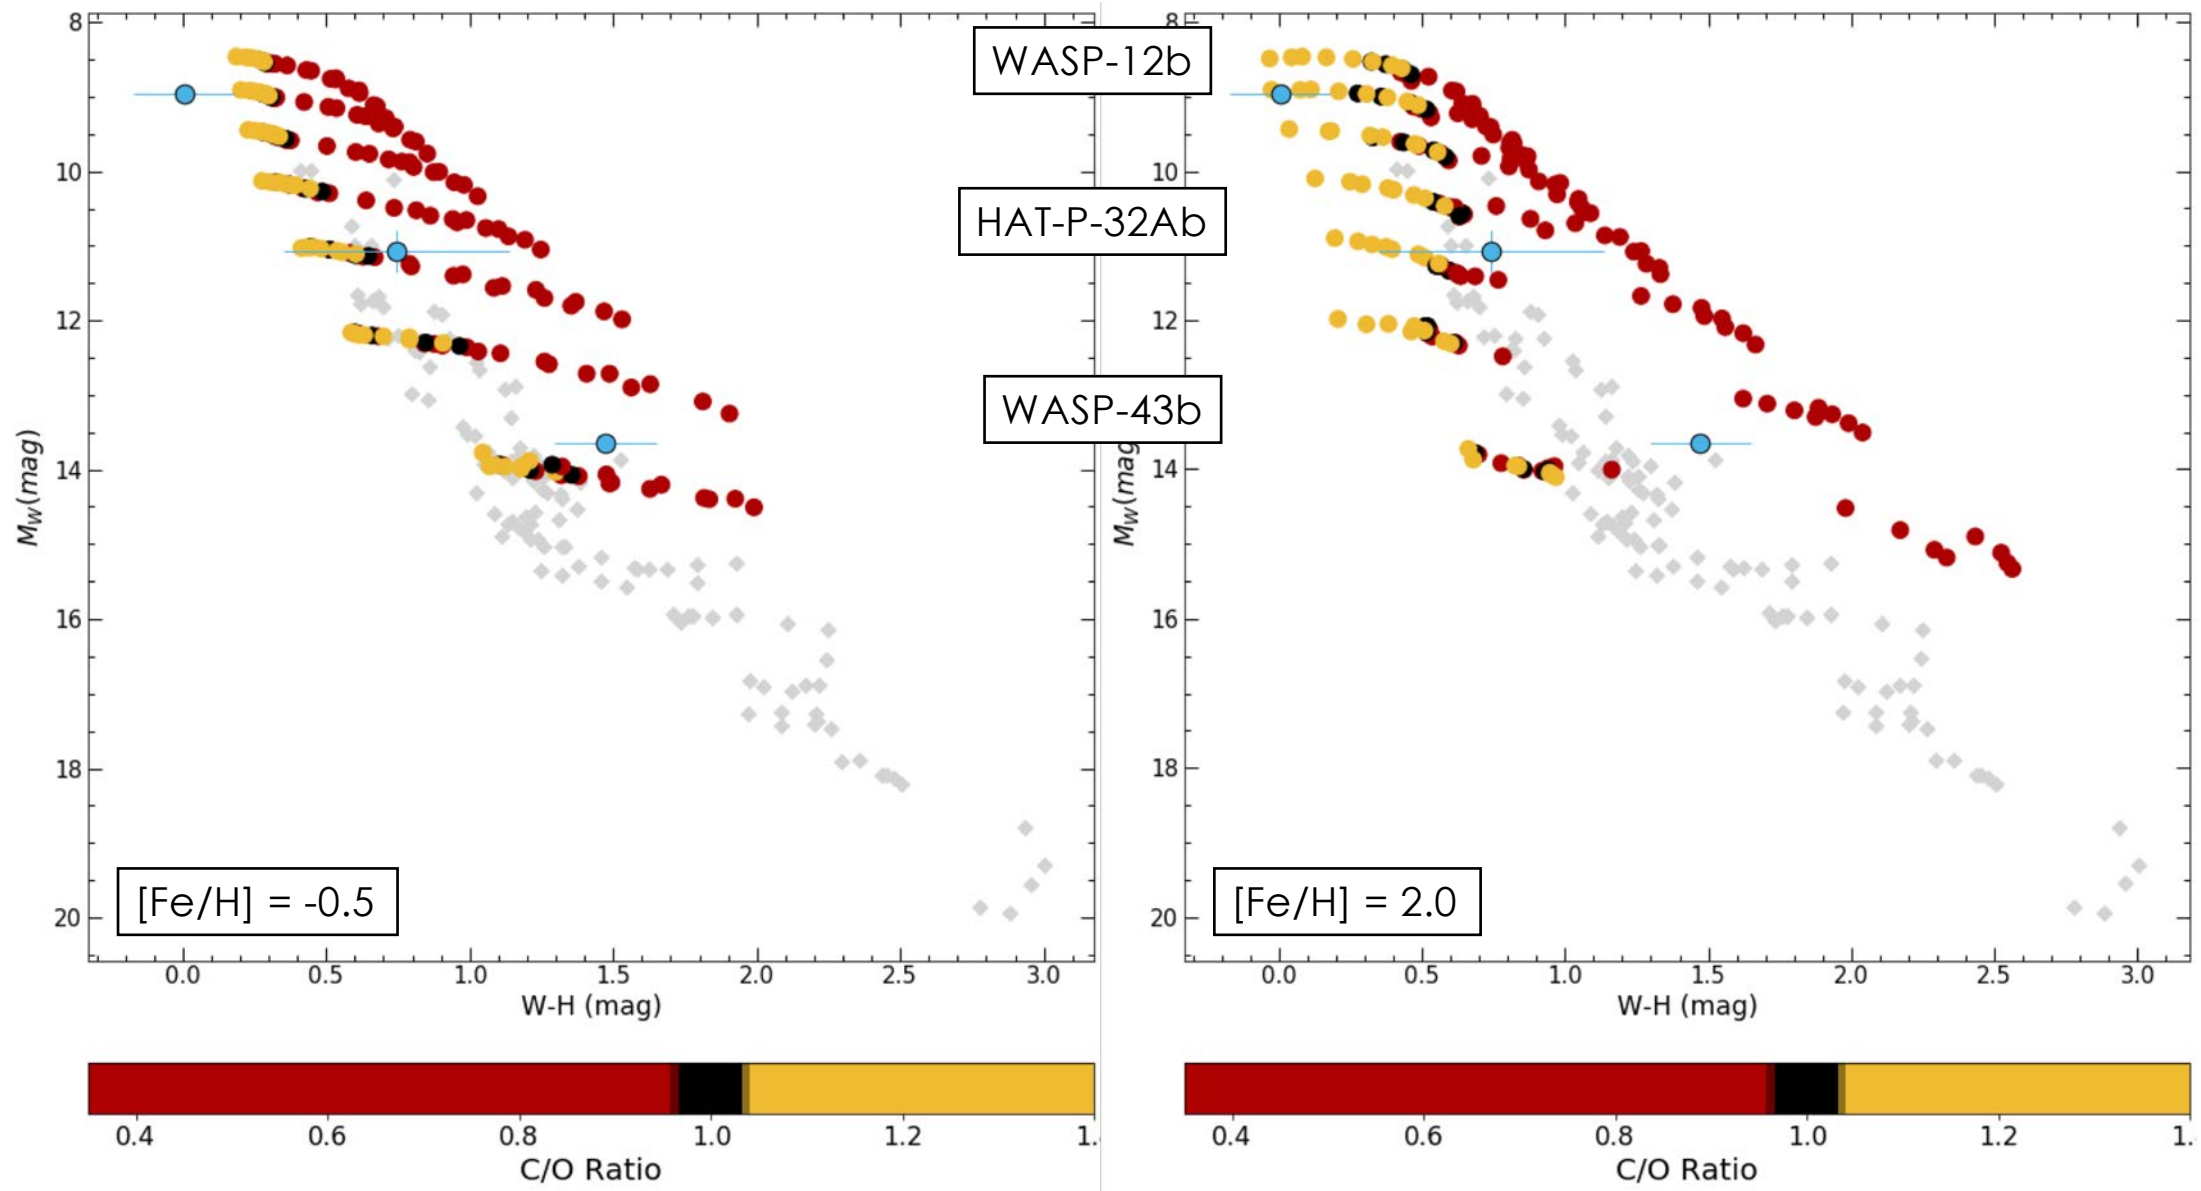 WASP-12b
HAT-P-32Ab
WASP-43b
8
10
12
14
16
18
20
M_W(mag)
[Fe/H] = -0.5
0.0 0.5 1.0 1.5 2.0 2.5 3.0
W-H (mag)
0.4 0.6 0.8 1.0 1.2 1.
C/O Ratio
8
10
12
14
16
18
20
M_W(mag
[Fe/H] = 2.0
0.0 0.5 1.0 1.5 2.0 2.5 3.0
W-H (mag)
0.4 0.6 0.8 1.0 1.2 1.
C/O Ratio